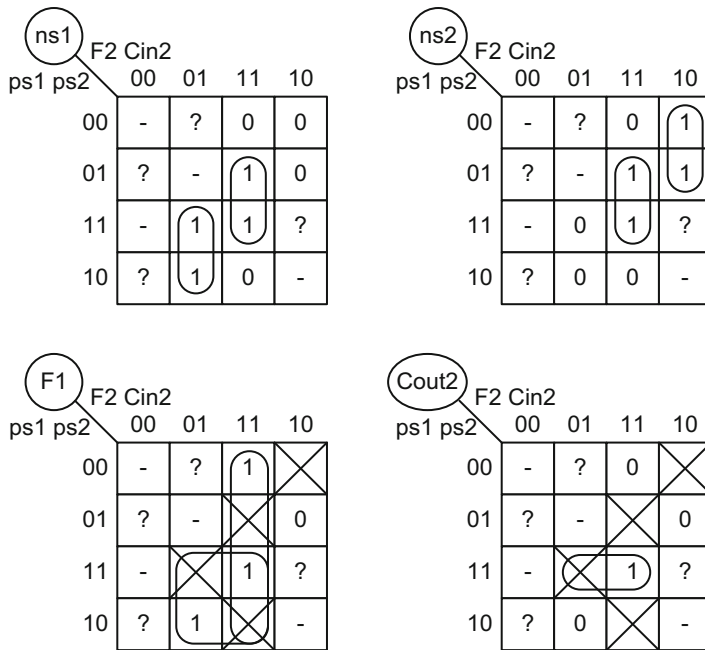 ns1 F2 Cin2
ps1 ps2 00 01 11 10
00 - ? 0 0
01 ? - 1 0
11 - 1 1 ?
10 ? 1 0 -
ns2 F2 Cin2
ps1 ps2 00 01 11 10
00 - ? 0 1
01 ? - 1 1
11 - 0 1 ?
10 ? 0 0 -
F1 F2 Cin2
ps1 ps2 00 01 11 10
00 - ? 1
01 ? - 0
11 - 1 ?
10 ? 1 -
Cout2 F2 Cin2
ps1 ps2 00 01 11 10
00 - ? 0
01 ? - 0
11 - 1 ?
10 ? 0 -